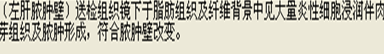 （左肝脓肿壁）送检组织镜下于脂肪组织及纤维背景中见大量炎性细胞浸润伴肉
芽组织及脓肿形成，符合脓肿壁改变。